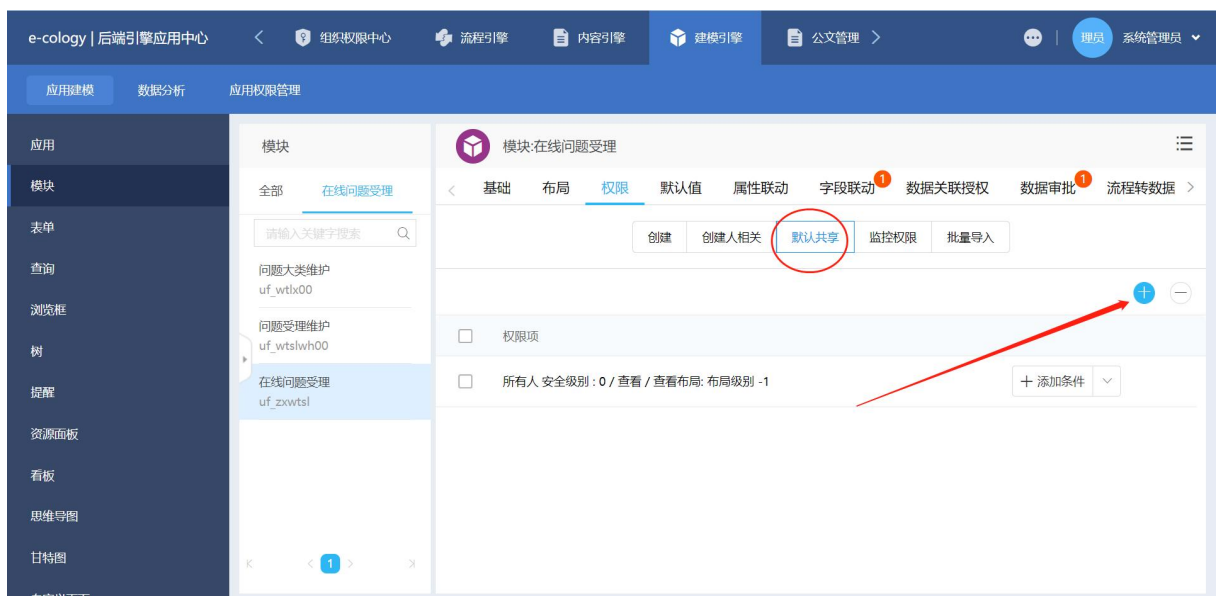 e-cology | 后端引擎应用中心 组织权限中心 流程引擎 内容引擎 建模引擎 公文管理 理员 系统管理员
应用建模 数据分析 应用权限管理
应用
模块
表单
查询
浏览框
树
提醒
资源面板
看板
思维导图
甘特图
模块
全部 在线问题受理
请输入关键字搜索
问题大类维护
uf_wtlx00
问题受理维护
uf_wtslwh00
在线问题受理
uf_zxwtsl
1
模块:在线问题受理
基础 布局 权限 默认值 属性联动 字段联动 1 数据关联授权 数据审批 1 流程转数据
创建 创建人相关 默认共享 监控权限 批量导入
权限项
所有人 安全级别 : 0 / 查看 / 查看布局: 布局级别 -1
添加条件